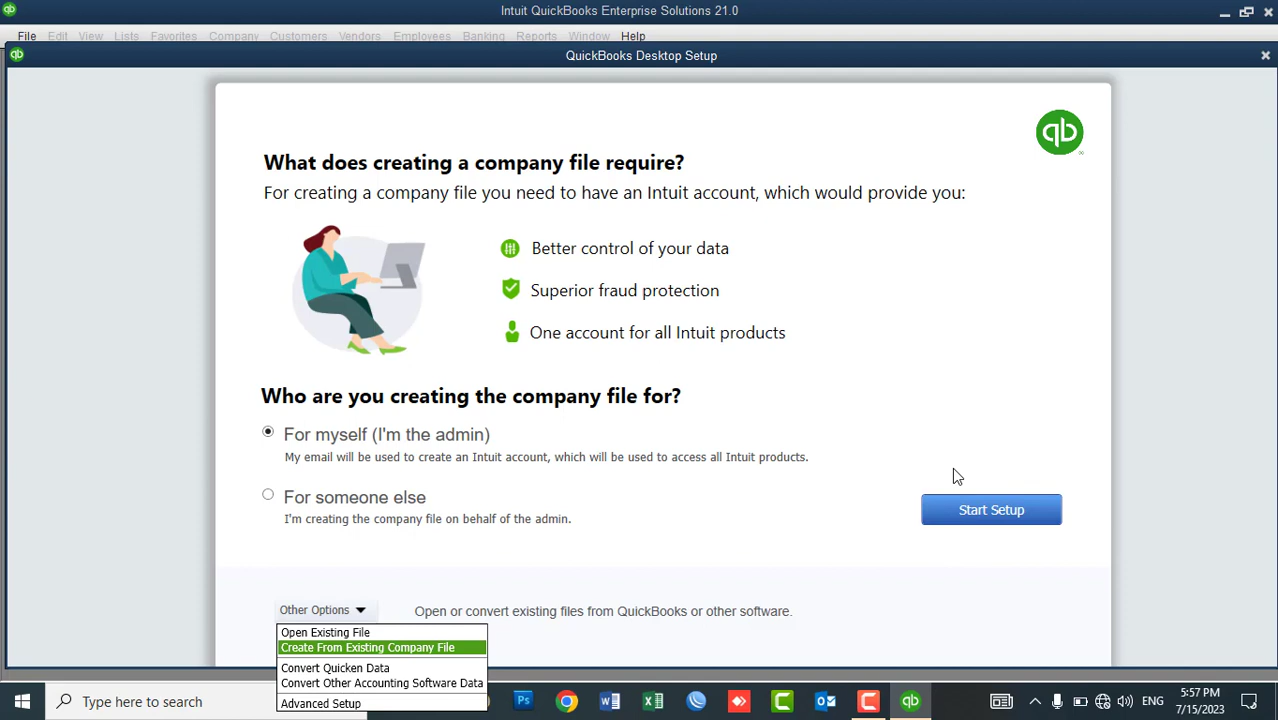 Intuit QuickBooks Enterprise Solutions 21.0
File Edit View Lists Favorites Company Customers Vendors Employees Banking Reports Window Help
QuickBooks Desktop Setup
qb
What does creating a company file require?
For creating a company file you need to have an Intuit account, which would provide you:
Better control of your data
Superior fraud protection
One account for all Intuit products
Who are you creating the company file for?
For myself (I'm the admin)
My email will be used to create an Intuit account, which will be used to access all Intuit products.
For someone else
I'm creating the company file on behalf of the admin.
Start Setup
Other Options
Open or convert existing files from QuickBooks or other software.
Open Existing File
Create From Existing Company File
Convert Quicken Data
Convert Other Accounting Software Data
Advanced Setup
Type here to search
ENG
5:57 PM
7/15/2023